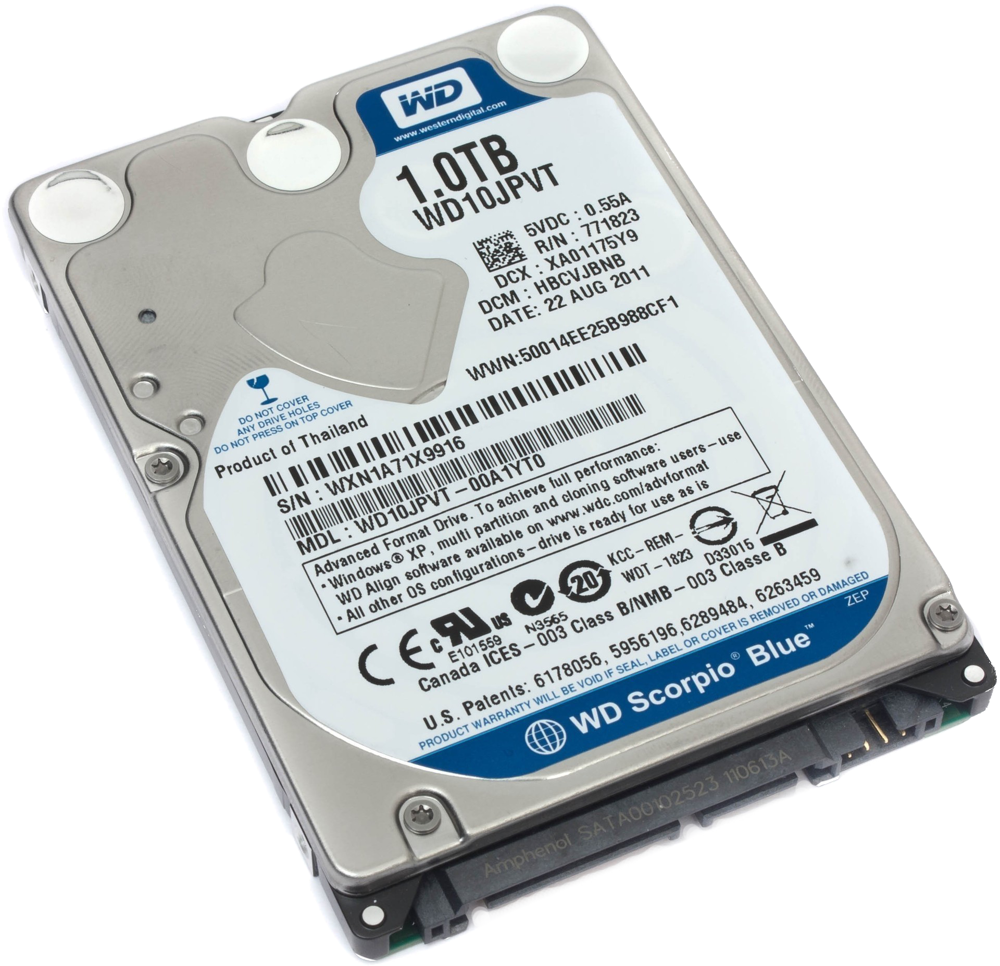 WD
www.westerndigital.com
1.0TB
WD10JPVT
5VDC : 0.55A
R/N : 771823
DCX : XA01175Y9
DCM : HBCVJBNB
DATE: 22 AUG 2011
WWN:50014EE25B988CF1
DO NOT COVER
ANY DRIVE HOLES
DO NOT PRESS ON TOP COVER
Product of Thailand
S/N : WXN1A71X9916
MDL : WD10JPVT-00A1YT0
Advanced Format Drive. To achieve full performance:
• Windows® XP, multi partition and cloning software users-use
WD Align software available on www.wdc.com/advformat
• All other OS configurations-drive is ready for use as is
KCC-REM-
WDT-1823
D33015
CE
c RU us
E101559
N3565
20
Canada ICES-003 Class B/NMB-003 Classe B
U.S. Patents: 6178056, 5956196,6289484, 6263459
PRODUCT WARRANTY WILL BE VOID IF SEAL, LABEL OR COVER IS REMOVED OR DAMAGED
ZEP
WD Scorpio® Blue™
Amphenol SATA00102523 110613A